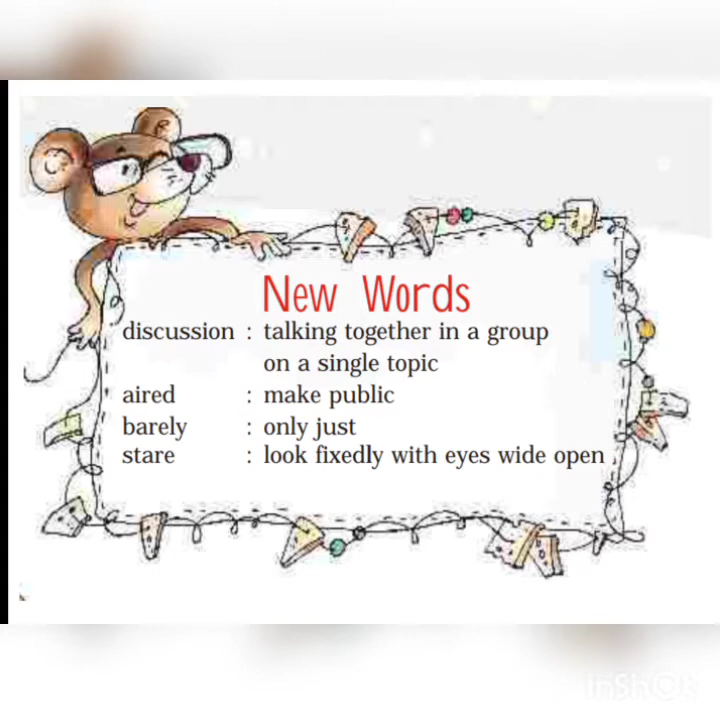 New Words
discussion : talking together in a group
on a single topic
aired : make public
barely : only just
stare : look fixedly with eyes wide open
InShOt